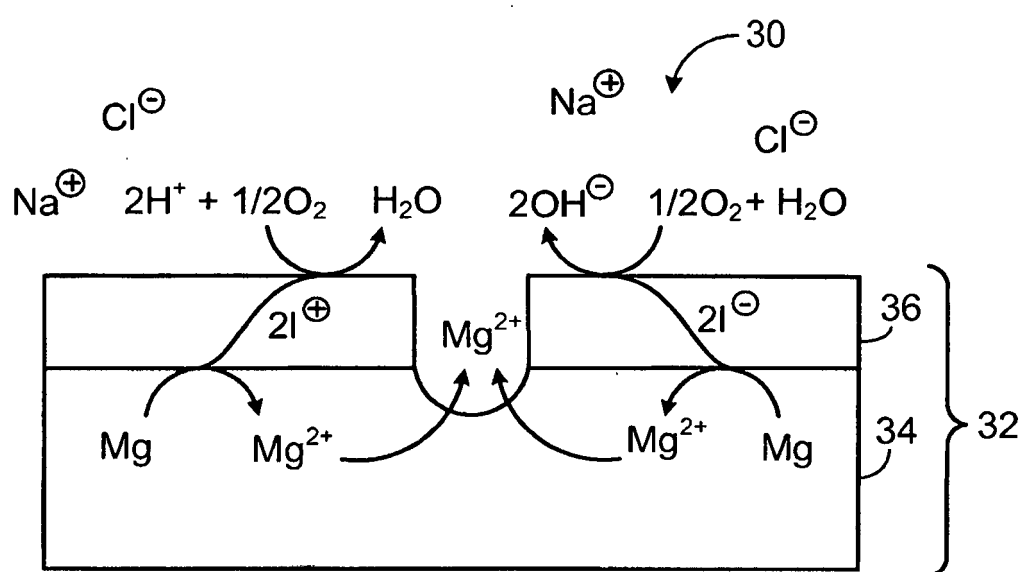 30
Na⊕
Cl⊖
Cl⊖
Na⊕ 2H⁺ + 1/2O₂ H₂O 2OH⊖ 1/2O₂ + H₂O
2I⊕ Mg²⁺ 2I⊖ 36
Mg Mg²⁺ Mg²⁺ Mg 34 32